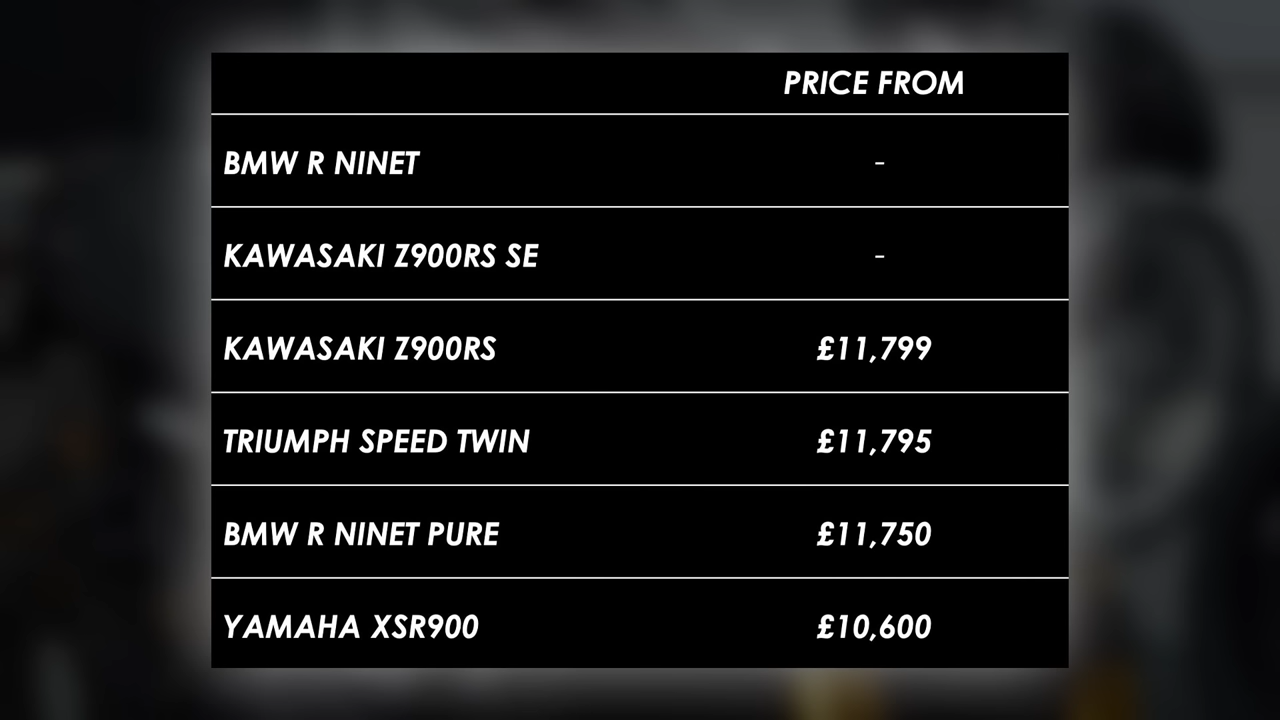 PRICE FROM
BMW R NINET -
KAWASAKI Z900RS SE -
KAWASAKI Z900RS £11,799
TRIUMPH SPEED TWIN £11,795
BMW R NINET PURE £11,750
YAMAHA XSR900 £10,600